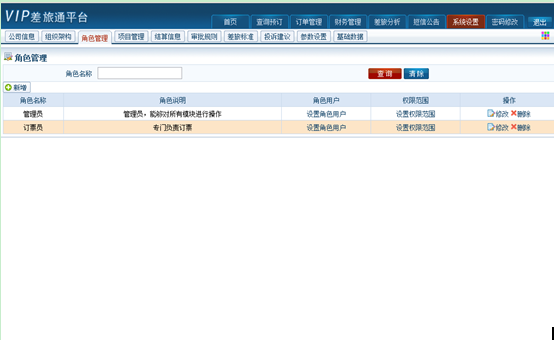 VIP差旅通平台
首页 查询预订 订单管理 财务管理 差旅分析 短信公告 系统设置 密码修改 退出
公司信息 组织架构 角色管理 项目管理 结算信息 审批规则 差旅标准 投诉建议 参数设置 基础数据
角色管理
角色名称 查询 清除
新增
角色名称 角色说明 角色用户 权限范围 操作
管理员 管理员，能够对所有模块进行操作 设置角色用户 设置权限范围 修改 删除
订票员 专门负责订票 设置角色用户 设置权限范围 修改 删除